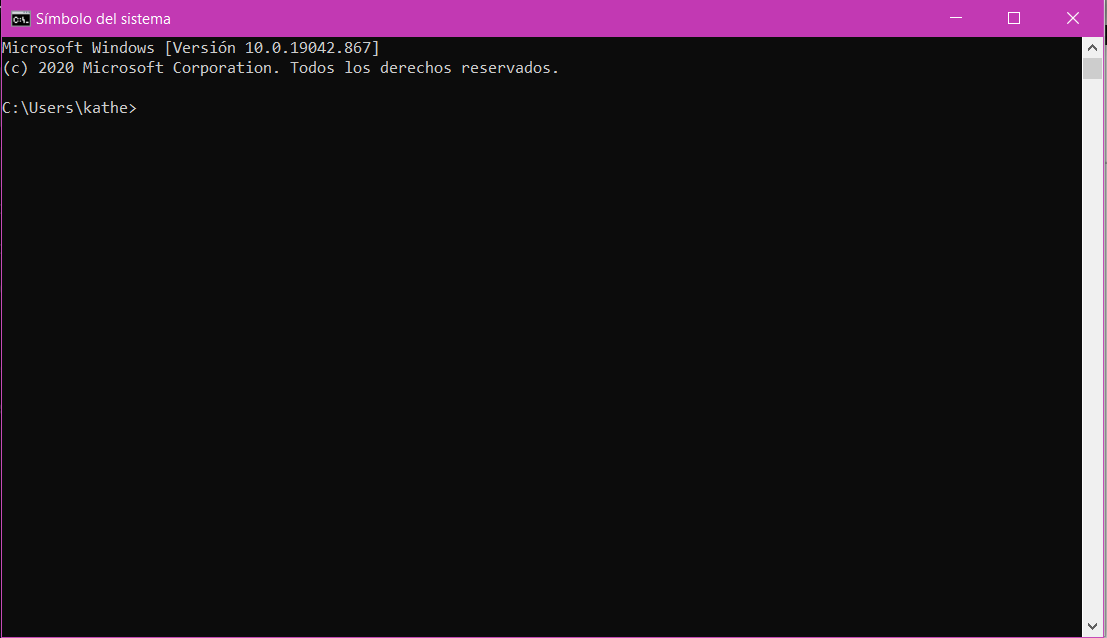 Símbolo del sistema
Microsoft Windows [Versión 10.0.19042.867]
(c) 2020 Microsoft Corporation. Todos los derechos reservados.
C:\Users\kathe>